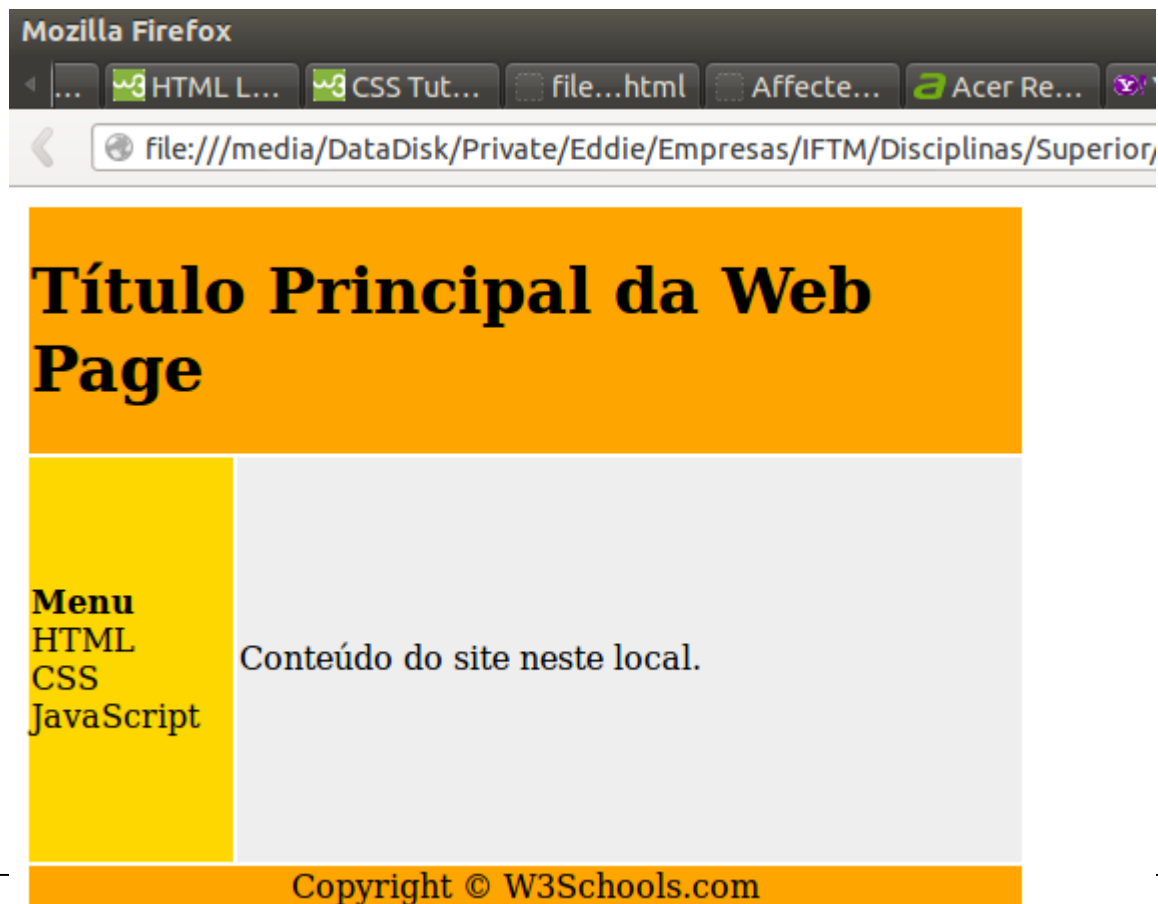 Mozilla Firefox
... HTML L... CSS Tut... file...html Affecte... Acer Re...
file:///media/DataDisk/Private/Eddie/Empresas/IFTM/Disciplinas/Superior/
Título Principal da Web
Page
Menu
HTML
CSS
JavaScript
Conteúdo do site neste local.
Copyright © W3Schools.com